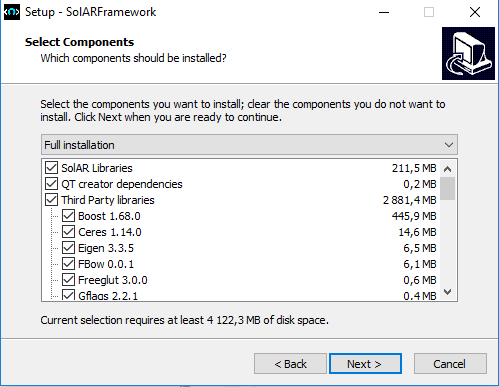 Setup - SolARFramework
Select Components
Which components should be installed?
Select the components you want to install; clear the components you do not want to
install. Click Next when you are ready to continue.
Full installation
SolAR Libraries 211,5 MB
QT creator dependencies 0,2 MB
Third Party libraries 2 881,4 MB
Boost 1.68.0 445,9 MB
Ceres 1.14.0 14,6 MB
Eigen 3.3.5 6,5 MB
FBow 0.0.1 6,1 MB
Freeglut 3.0.0 0,6 MB
Gflags 2.2.1 0,4 MB
Current selection requires at least 4 122,3 MB of disk space.
< Back Next > Cancel